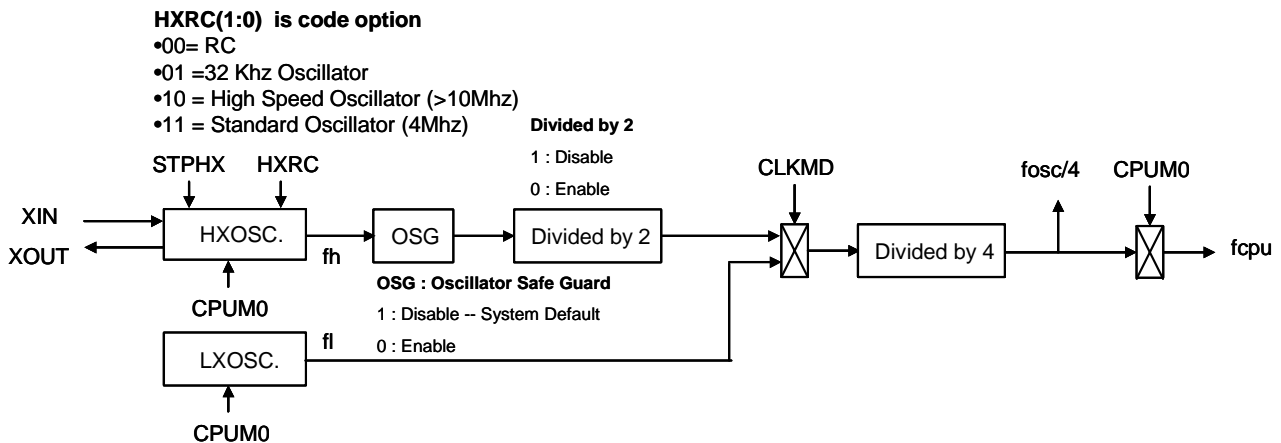 HXRC(1:0) is code option
•00= RC
•01 =32 Khz Oscillator
•10 = High Speed Oscillator (>10Mhz)
•11 = Standard Oscillator (4Mhz)
Divided by 2
1 : Disable
0 : Enable
STPHX
HXRC
CLKMD
fosc/4
CPUM0
XIN
XOUT
HXOSC.
fh
OSG
Divided by 2
Divided by 4
fcpu
CPUM0
OSG : Oscillator Safe Guard
1 : Disable -- System Default
0 : Enable
LXOSC.
fl
CPUM0